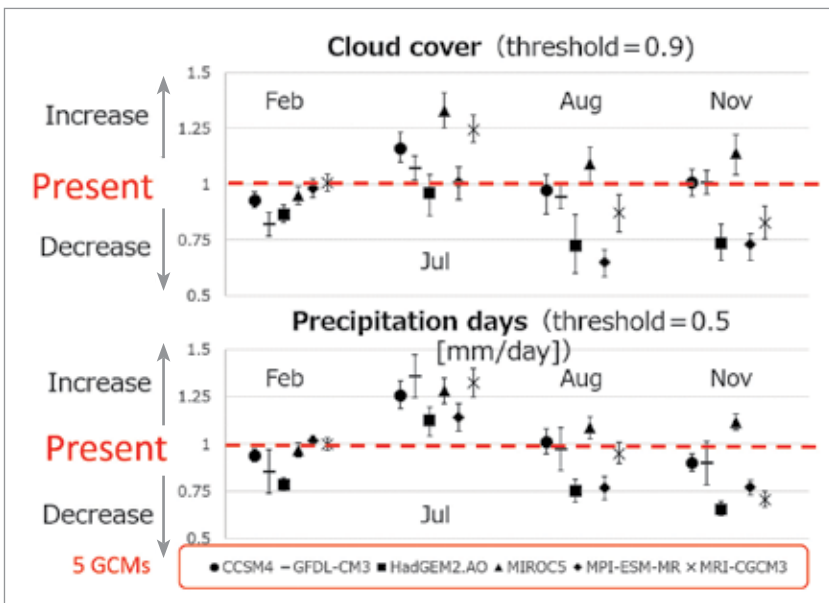 Cloud cover (threshold=0.9)
1.5
Increase
Feb
Aug
Nov
1.25
Present
1
Decrease
0.75
Jul
0.5
Precipitation days (threshold=0.5
[mm/day])
1.5
Increase
Feb
Aug
Nov
1.25
Present
1
0.75
Decrease
Jul
0.5
5 GCMs
●CCSM4 −GFDL-CM3 ■HadGEM2.AO ▲MIROC5 ◆MPI-ESM-MR ×MRI-CGCM3